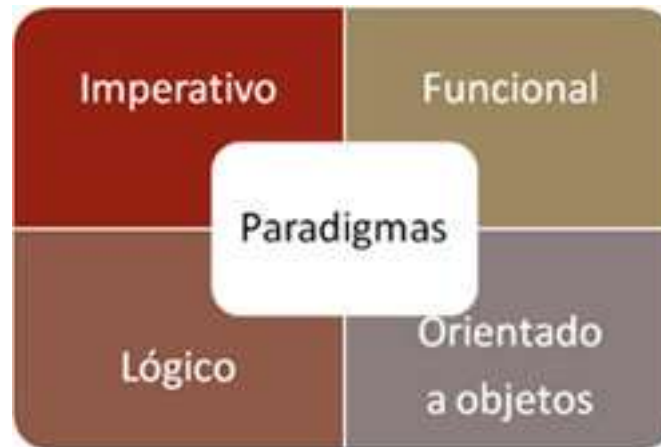 Imperativo
Funcional
Paradigmas
Lógico
Orientado
a objetos